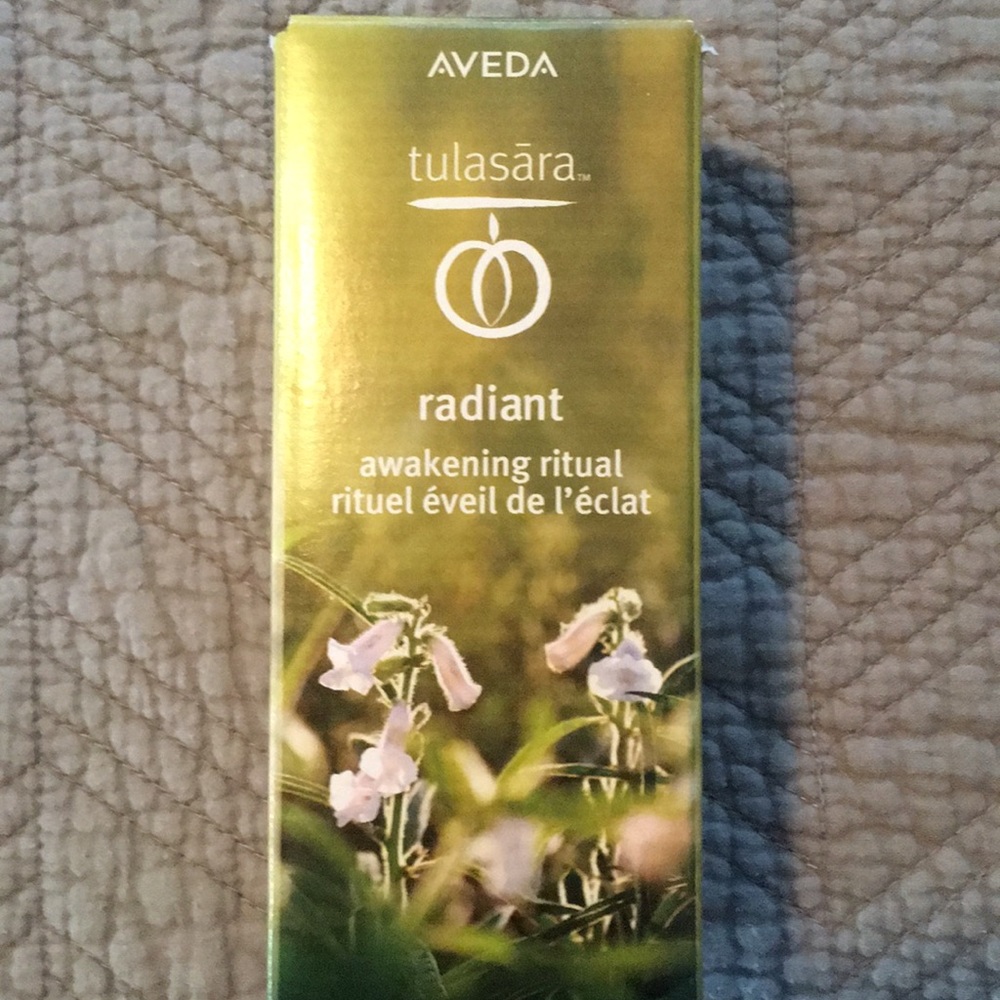 AVEDA
tulasāra™
radiant
awakening ritual
rituel éveil de l'éclat